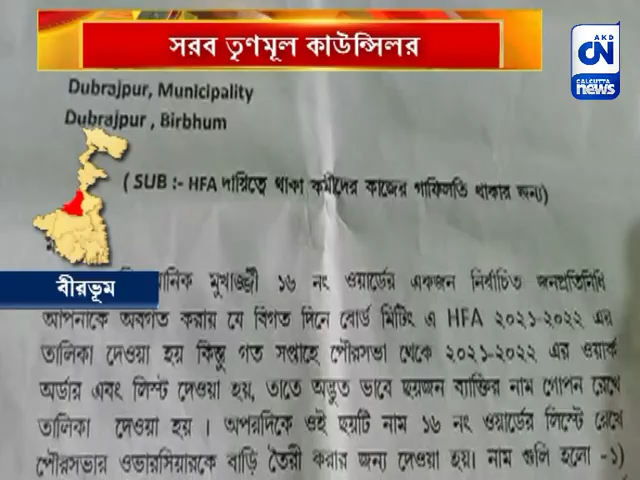 সরব তৃণমূল কাউন্সিলর
AKD
CN
CALCUTTA
news
Dubrajpur, Municipality
Dubrajpur , Birbhum
( SUB :- HFA দায়িত্বে থাকা কর্মীদের কাজের গাফিলতি থাকার জন্য)
বীরভূম
মানিক মুখার্জ্জী ১৬ নং ওয়ার্ডের একজন নির্বাচিত জনপ্রতিনিধি
আপনাকে অবগত করায় যে বিগত দিনে বোর্ড মিটিং এ HFA ২০২১-২০২২ এর
তালিকা দেওয়া হয় কিন্তু গত সপ্তাহে পৌরসভা থেকে ২০২১-২০২২ এর ওয়ার্ক
অর্ডার এবং লিস্ট দেওয়া হয়, তাতে অদ্ভুত ভাবে ছয়জন ব্যাক্তির নাম গোপন রেখে
তালিকা দেওয়া হয় । অপরদিকে ওই ছয়টি নাম ১৬ নং ওয়ার্ডের লিস্টে রেখে
পৌরসভার ওভারসিয়ারকে বাড়ি তৈরী করার জন্য দেওয়া হয়। নাম গুলি হলো -১)